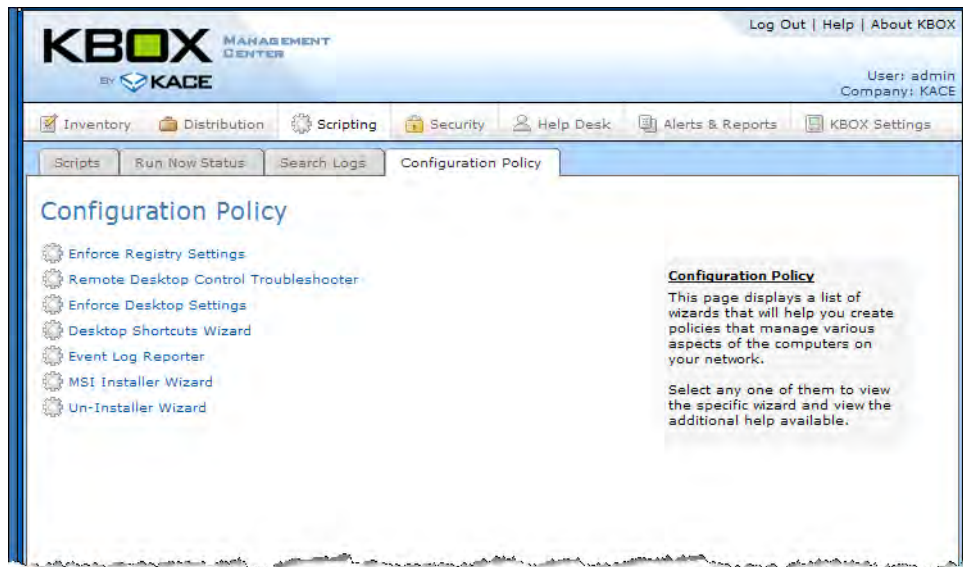 Log Out | Help | About KBOX
KBOX MANAGEMENT
CENTER
BY KACE
User: admin
Company: KACE
Inventory Distribution Scripting Security Help Desk Alerts & Reports KBOX Settings
Scripts Run Now Status Search Logs Configuration Policy
Configuration Policy
Enforce Registry Settings
Remote Desktop Control Troubleshooter
Enforce Desktop Settings
Desktop Shortcuts Wizard
Event Log Reporter
MSI Installer Wizard
Un-Installer Wizard
Configuration Policy
This page displays a list of
wizards that will help you create
policies that manage various
aspects of the computers on
your network.
Select any one of them to view
the specific wizard and view the
additional help available.